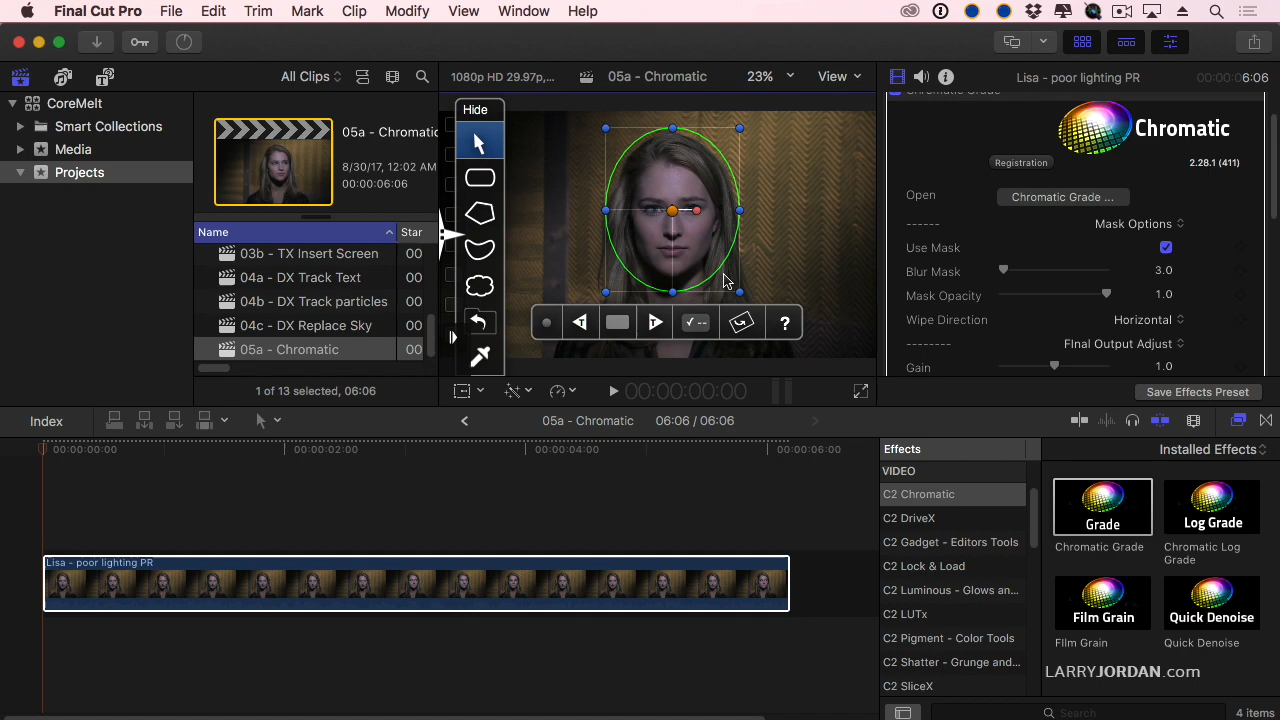 Final Cut Pro File Edit Trim Mark Clip Modify View Window Help
All Clips
1080p HD 29.97p,...
05a - Chromatic
23%
View
Lisa - poor lighting PR
6:06
CoreMelt
Smart Collections
Media
Projects
05a - Chromatic
8/30/17, 12:02 AM
00:00:06:06
Name
Star
03b - TX Insert Screen 00
04a - DX Track Text 00
04b - DX Track particles 00
04c - DX Replace Sky 00
05a - Chromatic 00
1 of 13 selected, 06:06
Hide
✓ --
?
00:00:00:00
Chromatic Grade
Chromatic
Registration
2.28.1 (411)
Open
Chromatic Grade ...
------
Mask Options
Use Mask
Blur Mask 3.0
Mask Opacity 1.0
Wipe Direction Horizontal
--------
FInal Output Adjust
Gain 1.0
Save Effects Preset
Index
05a - Chromatic
06:06 / 06:06
00:00:00:00
00:00:02:00
00:00:04:00
00:00:06:00
Lisa - poor lighting PR
Effects
Installed Effects
VIDEO
C2 Chromatic
C2 DriveX
C2 Gadget - Editors Tools
C2 Lock & Load
C2 Luminous - Glows an...
C2 LUTx
C2 Pigment - Color Tools
C2 Shatter - Grunge and...
C2 SliceX
Grade
Chromatic Grade
Log Grade
Chromatic Log
Grade
Film Grain
FIlm Grain
Quick Denoise
Quick Denoise
LARRYJORDAN.com
Search
4 items